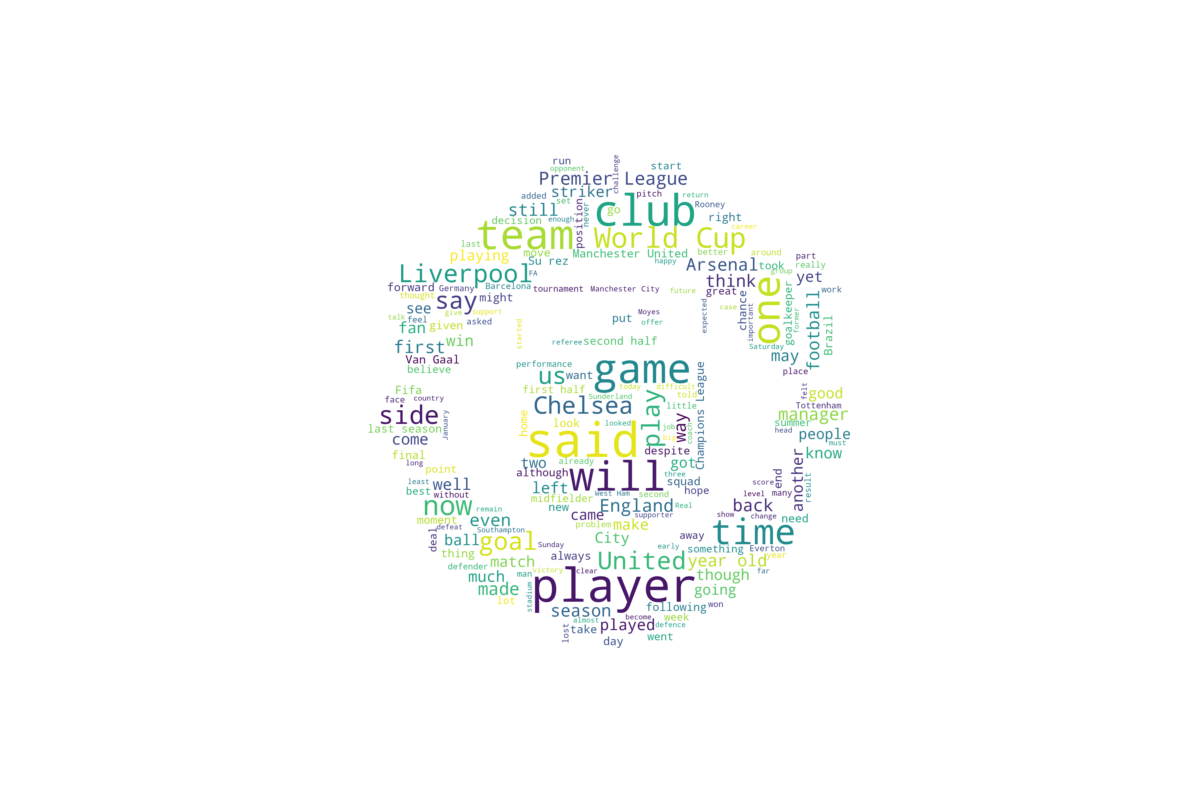 run
opponent
challenge
start
Premier League
added
striker
pitch
return
set
never
position
still
club
go
Rooney
decision
enough
right
career
team
World Cup
last
playing
move
Manchester United
better
around
Su rez
happy
Arsenal
took
group
part
really
Liverpool
FA
think
yet
work
forward
Germany
Barcelona
tournament
Manchester City
future
great
chance
one
goalkeeper
former
football
Brazil
thought
say
might
expected
case
important
see
give
support
Moyes
talk
feel
put
offer
fan
given
asked
started
first
win
referee
second half
Saturday
may
Van Gaal
believe
performance
game
Champions League
place
us
want
Fifa
first half
today
difficult
felt
good
face
country
Chelsea
Sunderland
play
told
little
Tottenham
side
January
home
look
looked
way
manager
last season
said
job
coach
summer
come
big
head
people
must
final
despite
know
long
two
already
got
another
point
although
will
three
end
score
result
least
well
left
squad
best
without
midfielder
West Ham
second
hope
level
many
now
remain
new
England
Real
back
moment
came
supporter
show
change
need
defeat
even
problem
make
time
deal
Southampton
ball
goal
Sunday
City
away
early
something
Everton
thing
match
always
United
year old
year
defender
man
victory
clear
though
far
much
player
made
stadium
going
lot
season
following
won
almost
become
week
lost
take
played
defence
day
went